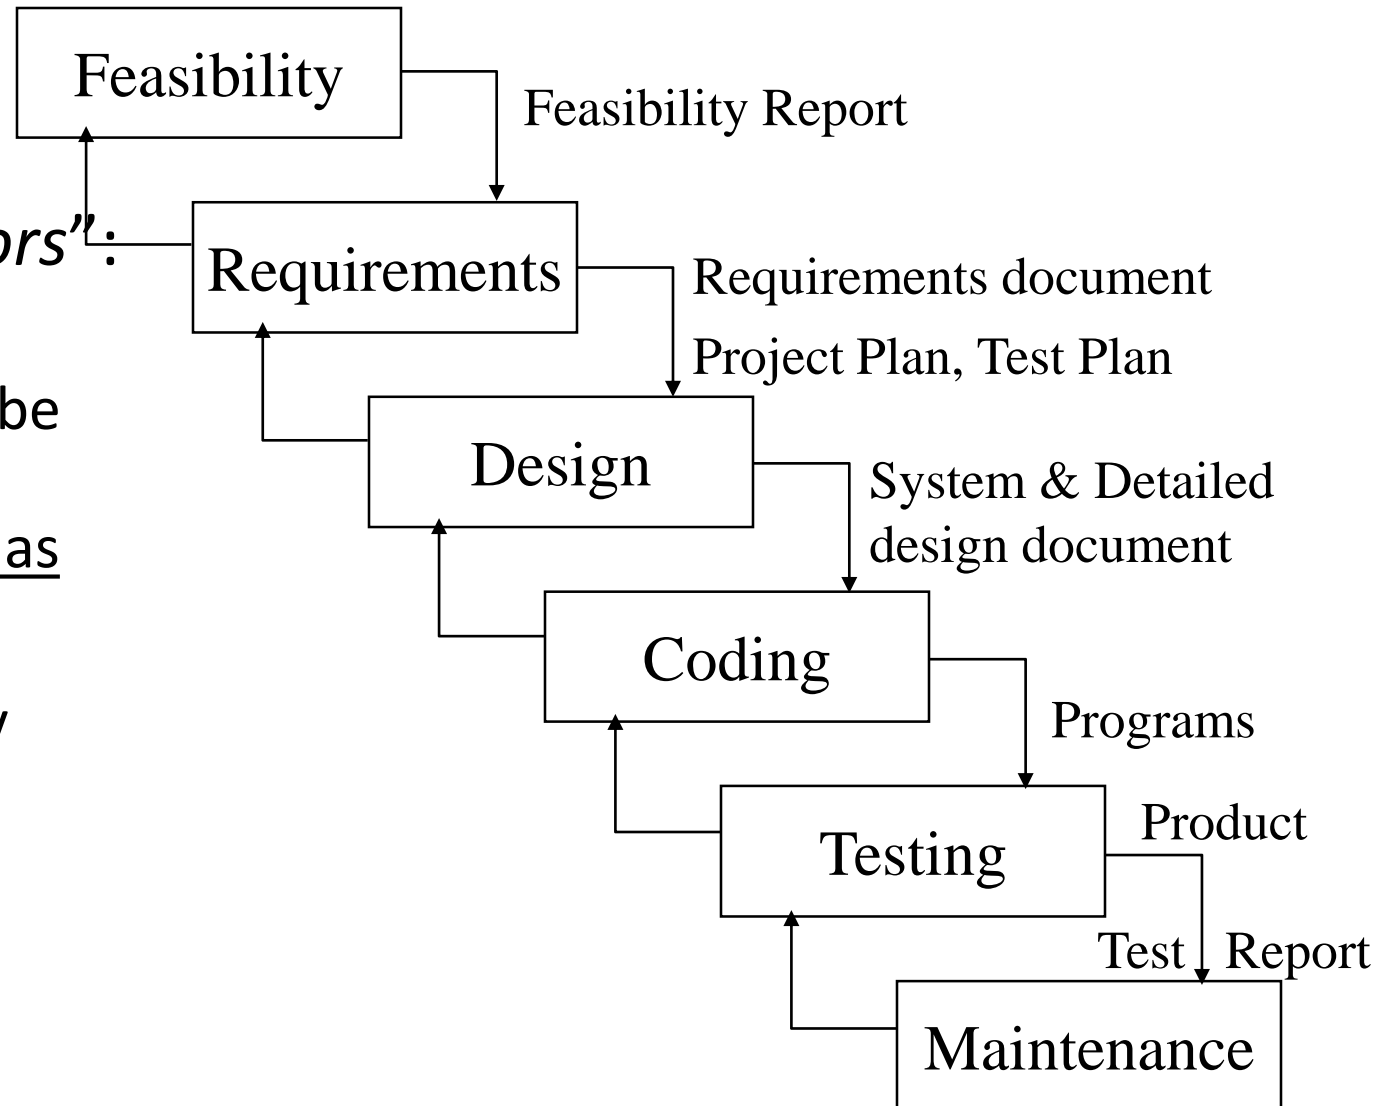 Feasibility
Feasibility Report
ors”:
Requirements
Requirements document
Project Plan, Test Plan
be
Design
System & Detailed
design document
as
Coding
Programs
y
Product
Testing
Test Report
Maintenance